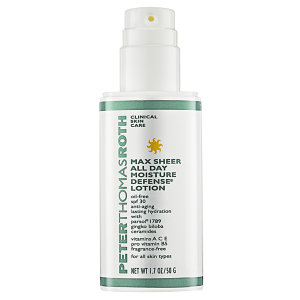 PETER THOMAS ROTH
CLINICAL
SKIN
CARE
MAX SHEER
ALL DAY
MOISTURE
DEFENSE®
LOTION
oil-free
spf 30
anti-aging
lasting hydration
with
parsol® 1789
gingko biloba
ceramides
vitamins A C E
pro vitamin B5
fragrance-free
for all skin types
NET WT 1.7 OZ/50 G